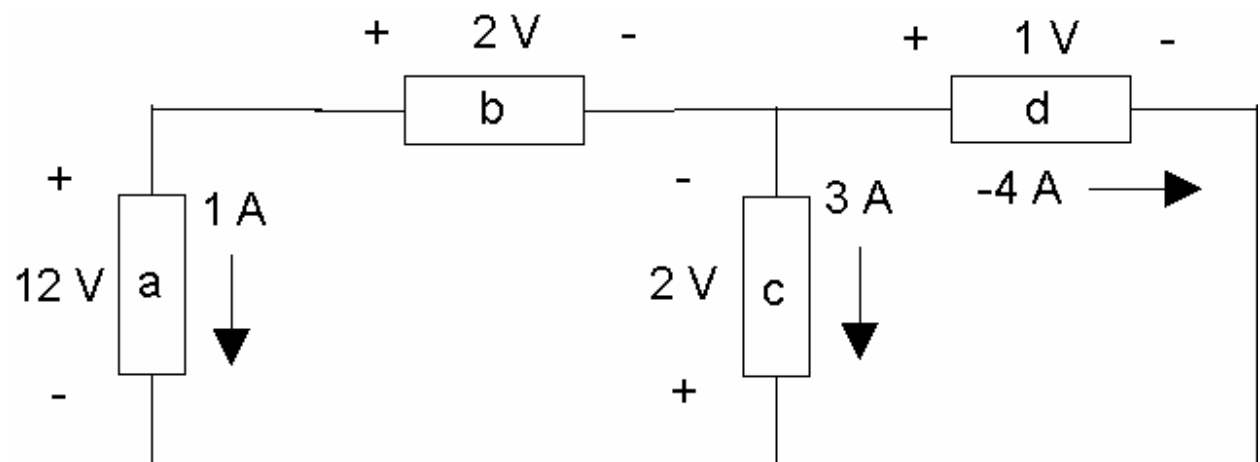 + 2 V - + 1 V -
b d
+ 1 A - 3 A -4 A
12 V a 2 V c
- +